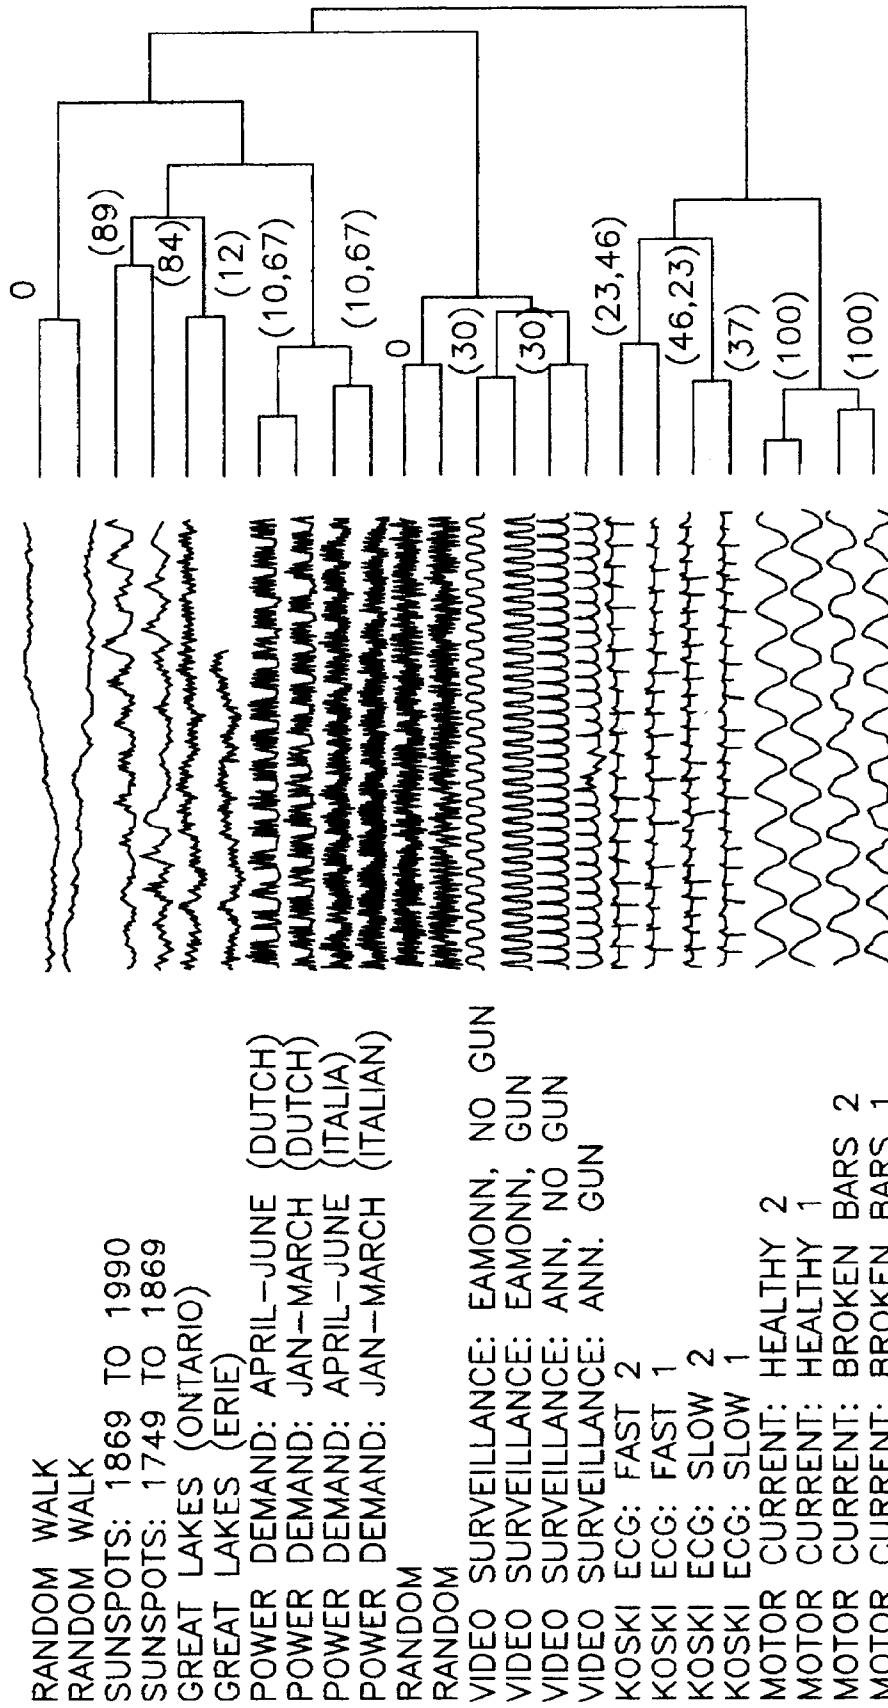 RANDOM WALK
RANDOM WALK
SUNSPOTS: 1869 TO 1990
SUNSPOTS: 1749 TO 1869
GREAT LAKES (ONTARIO)
GREAT LAKES (ERIE)
POWER DEMAND: APRIL–JUNE (DUTCH)
POWER DEMAND: JAN–MARCH (DUTCH)
POWER DEMAND: APRIL–JUNE (ITALIA)
POWER DEMAND: JAN–MARCH (ITALIAN)
RANDOM
RANDOM
VIDEO SURVEILLANCE: EAMONN, NO GUN
VIDEO SURVEILLANCE: EAMONN, GUN
VIDEO SURVEILLANCE: ANN, NO GUN
VIDEO SURVEILLANCE: ANN. GUN
KOSKI ECG: FAST 2
KOSKI ECG: FAST 1
KOSKI ECG: SLOW 2
KOSKI ECG: SLOW 1
MOTOR CURRENT: HEALTHY 2
MOTOR CURRENT: HEALTHY 1
MOTOR CURRENT: BROKEN BARS 2
MOTOR CURRENT: BROKEN BARS 1
0
(89)
(84)
(12)
(10,67)
(10,67)
0
(30)
(30)
(23,46)
(46,23)
(37)
(100)
(100)